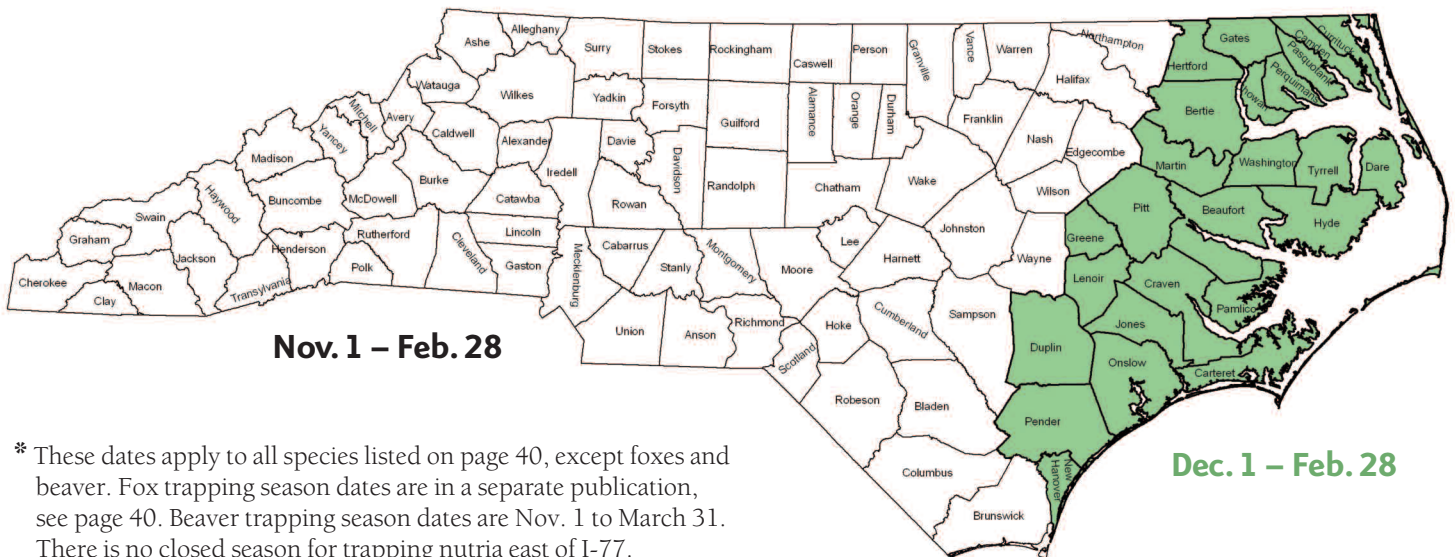 Alleghany
Ashe
Surry
Stokes
Rockingham
Caswell
Person
Granville
Vance
Warren
Northampton
Gates
Camden
Currituck
Pasquotank
Perquimans
Hertford
Halifax
Watauga
Wilkes
Yadkin
Forsyth
Guilford
Alamance
Orange
Durham
Franklin
Bertie
Chowan
Mitchell
Avery
Yancey
Caldwell
Alexander
Davie
Iredell
Davidson
Nash
Edgecombe
Madison
Martin
Washington
Tyrrell
Dare
Burke
McDowell
Buncombe
Haywood
Catawba
Rowan
Randolph
Chatham
Wake
Wilson
Pitt
Beaufort
Hyde
Swain
Graham
Jackson
Henderson
Rutherford
Cleveland
Lincoln
Gaston
Mecklenburg
Cabarrus
Stanly
Montgomery
Moore
Lee
Harnett
Johnston
Wayne
Greene
Lenoir
Craven
Pamlico
Cherokee
Clay
Macon
Transylvania
Polk
Union
Anson
Richmond
Scotland
Hoke
Cumberland
Sampson
Duplin
Jones
Onslow
Carteret
Nov. 1 – Feb. 28
Robeson
Bladen
Pender
New
Hanover
Columbus
Brunswick
Dec. 1 – Feb. 28
* These dates apply to all species listed on page 40, except foxes and
beaver. Fox trapping season dates are in a separate publication,
see page 40. Beaver trapping season dates are Nov. 1 to March 31.
There is no closed season for trapping nutria east of I-77.